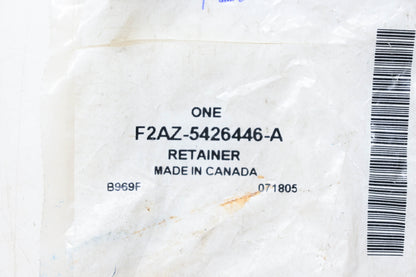 ONE
F2AZ-5426446-A
RETAINER
MADE IN CANADA
B969F 071805